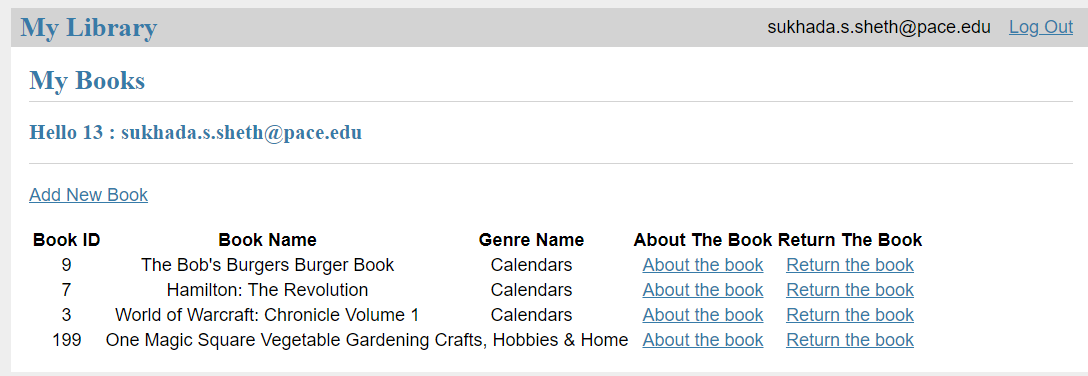 My Library sukhada.s.sheth@pace.edu Log Out
My Books
Hello 13 : sukhada.s.sheth@pace.edu
Add New Book
Book ID Book Name Genre Name About The Book Return The Book
9 The Bob's Burgers Burger Book Calendars About the book Return the book
7 Hamilton: The Revolution Calendars About the book Return the book
3 World of Warcraft: Chronicle Volume 1 Calendars About the book Return the book
199 One Magic Square Vegetable Gardening Crafts, Hobbies & Home About the book Return the book